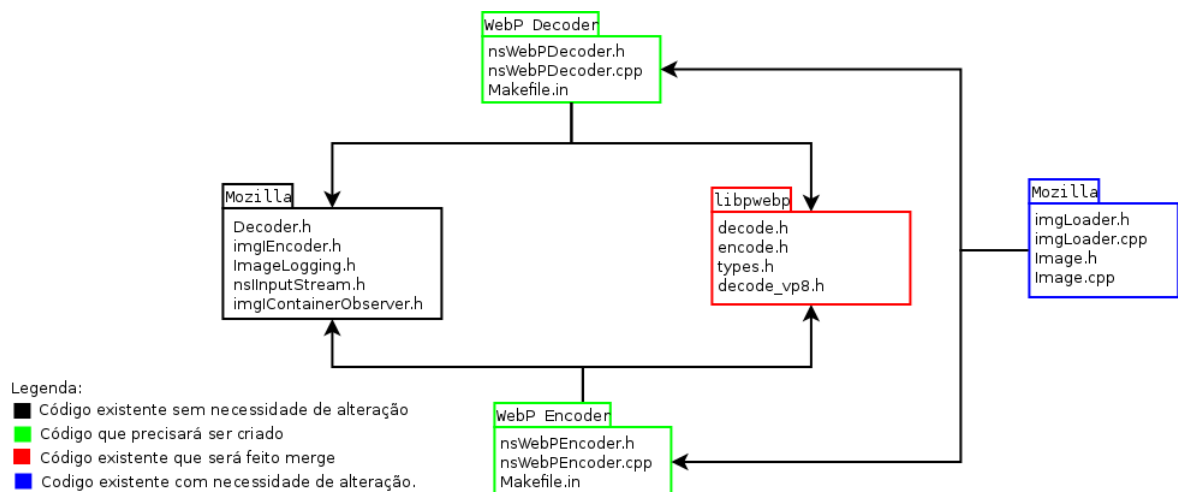 WebP Decoder
nsWebPDecoder.h
nsWebPDecoder.cpp
Makefile.in
Mozilla
Decoder.h
imgIEncoder.h
ImageLogging.h
nsIInputStream.h
imgIContainerObserver.h
libpwebp
decode.h
encode.h
types.h
decode_vp8.h
Mozilla
imgLoader.h
imgLoader.cpp
Image.h
Image.cpp
WebP Encoder
nsWebPEncoder.h
nsWebPEncoder.cpp
Makefile.in
Legenda:
Código existente sem necessidade de alteração
Código que precisará ser criado
Código existente que será feito merge
Codigo existente com necessidade de alteração.